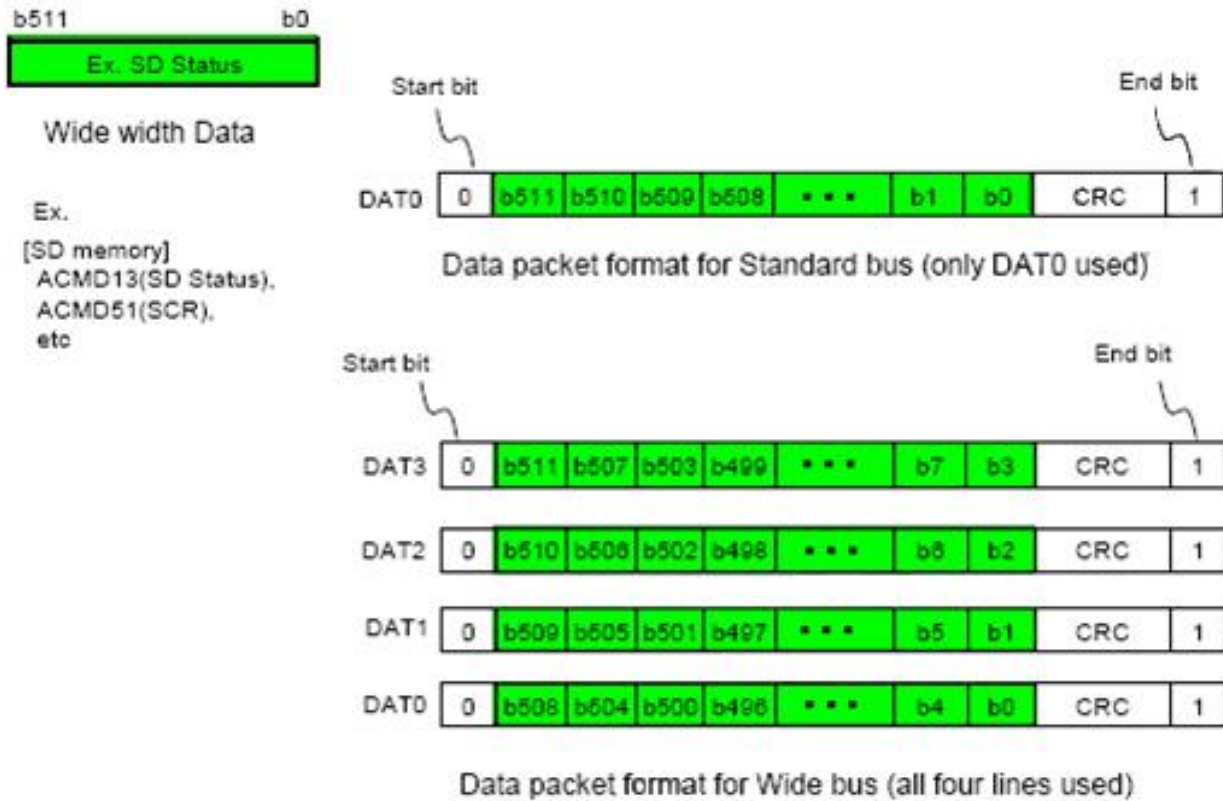 b511 b0
Ex. SD Status
Wide width Data
Ex.
[SD memory]
ACMD13(SD Status),
ACMD51(SCR),
etc
Start bit End bit
DAT0 0 b511 b510 b509 b508 ▪ ▪ ▪ b1 b0 CRC 1
Data packet format for Standard bus (only DAT0 used)
Start bit End bit
DAT3 0 b511 b507 b503 b499 ▪ ▪ ▪ b7 b3 CRC 1
DAT2 0 b510 b506 b502 b498 ▪ ▪ ▪ b6 b2 CRC 1
DAT1 0 b509 b505 b501 b497 ▪ ▪ ▪ b5 b1 CRC 1
DAT0 0 b508 b504 b500 b496 ▪ ▪ ▪ b4 b0 CRC 1
Data packet format for Wide bus (all four lines used)